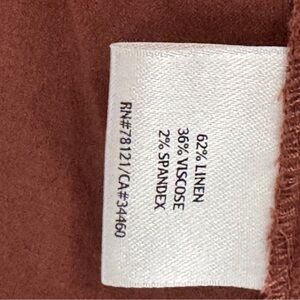 62% LINEN
36% VISCOSE
2% SPANDEX
RN#78121/CA#34460